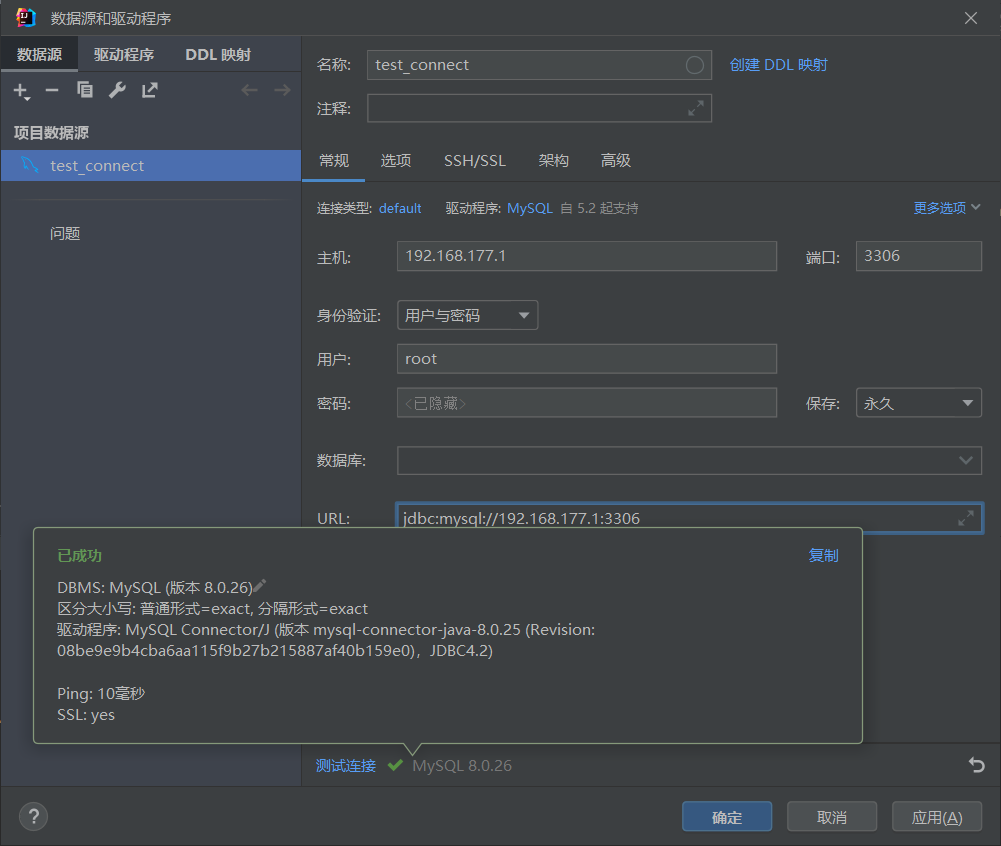 数据源和驱动程序
数据源 驱动程序 DDL 映射
项目数据源
test_connect
问题
名称: test_connect 创建 DDL 映射
注释:
常规 选项 SSH/SSL 架构 高级
连接类型: default 驱动程序: MySQL 自 5.2 起支持 更多选项
主机: 192.168.177.1 端口: 3306
身份验证: 用户与密码
用户: root
密码: <已隐藏> 保存: 永久
数据库:
URL: jdbc:mysql://192.168.177.1:3306
已成功 复制
DBMS: MySQL (版本 8.0.26)
区分大小写: 普通形式=exact, 分隔形式=exact
驱动程序: MySQL Connector/J (版本 mysql-connector-java-8.0.25 (Revision:
08be9e9b4cba6aa115f9b27b215887af40b159e0)，JDBC4.2)
Ping: 10毫秒
SSL: yes
测试连接 MySQL 8.0.26
? 确定 取消 应用(A)